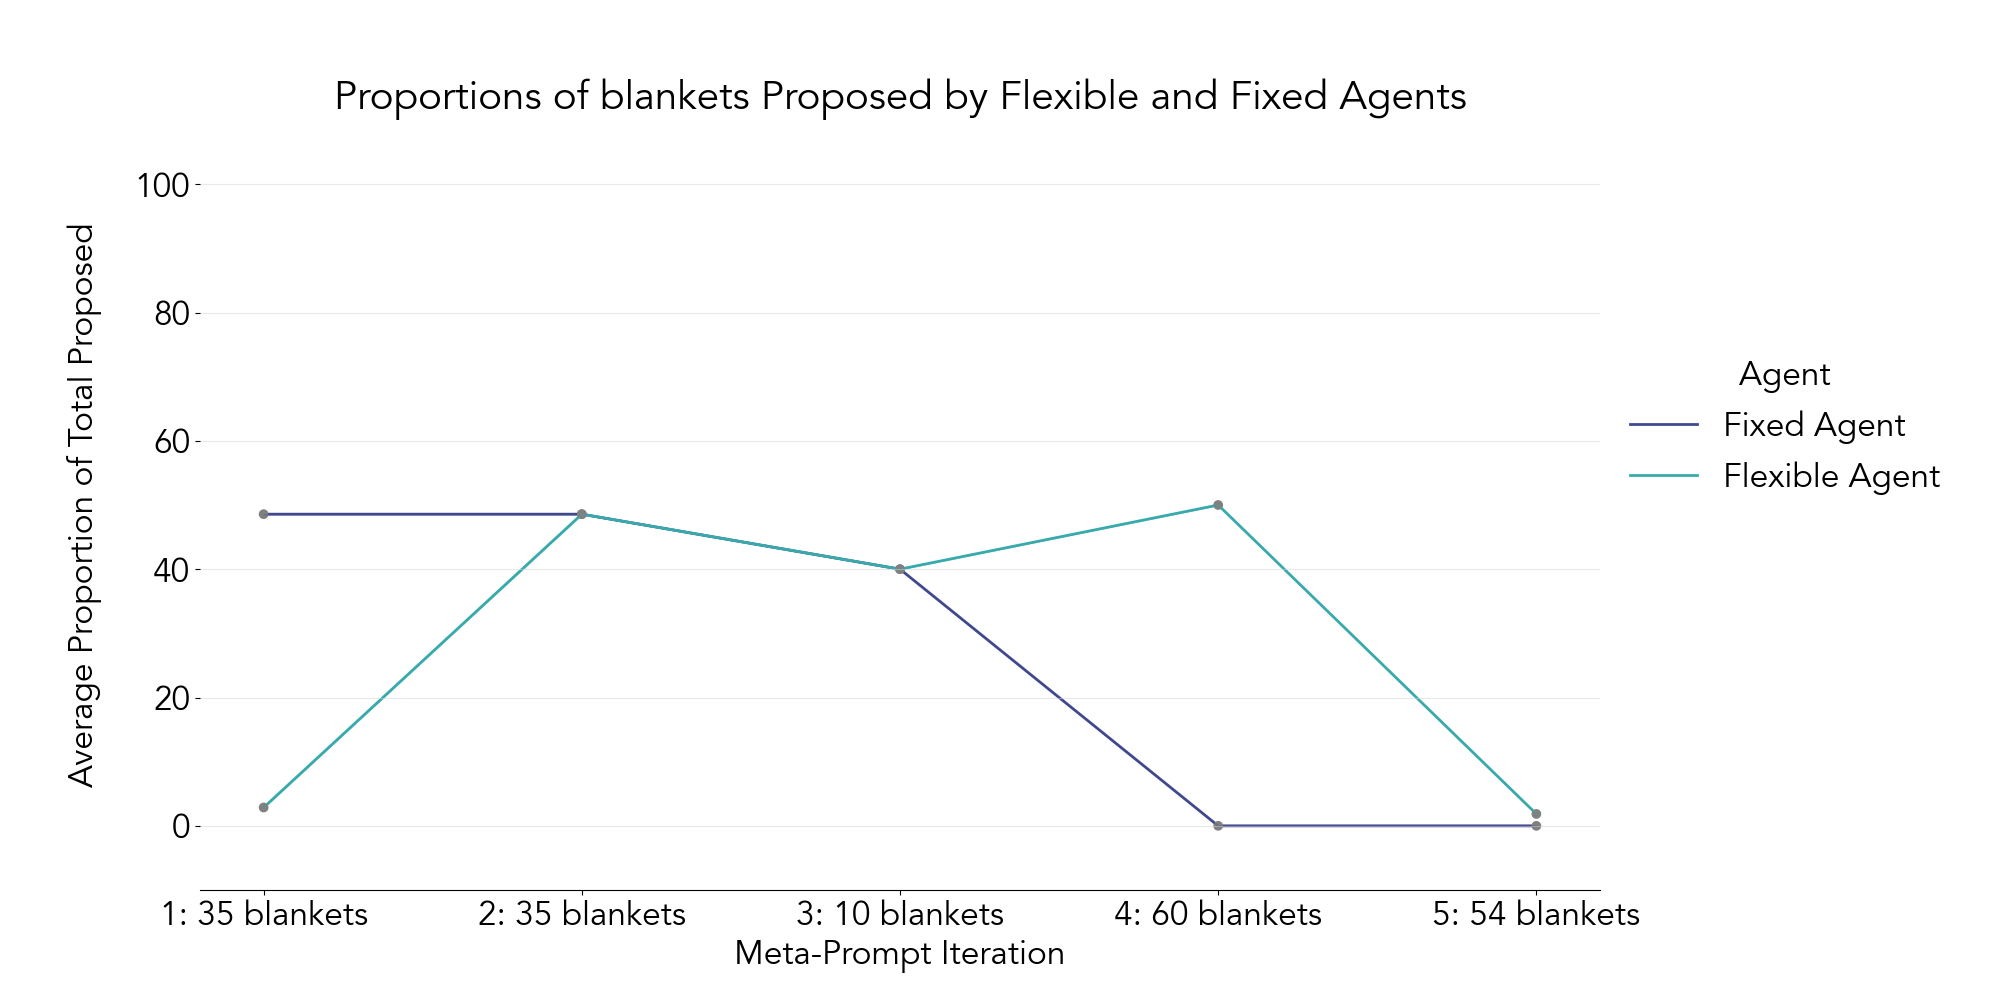 Proportions of blankets Proposed by Flexible and Fixed Agents
Average Proportion of Total Proposed
100
80
60
40
20
0
1: 35 blankets
2: 35 blankets
3: 10 blankets
4: 60 blankets
5: 54 blankets
Meta-Prompt Iteration
Agent
Fixed Agent
Flexible Agent